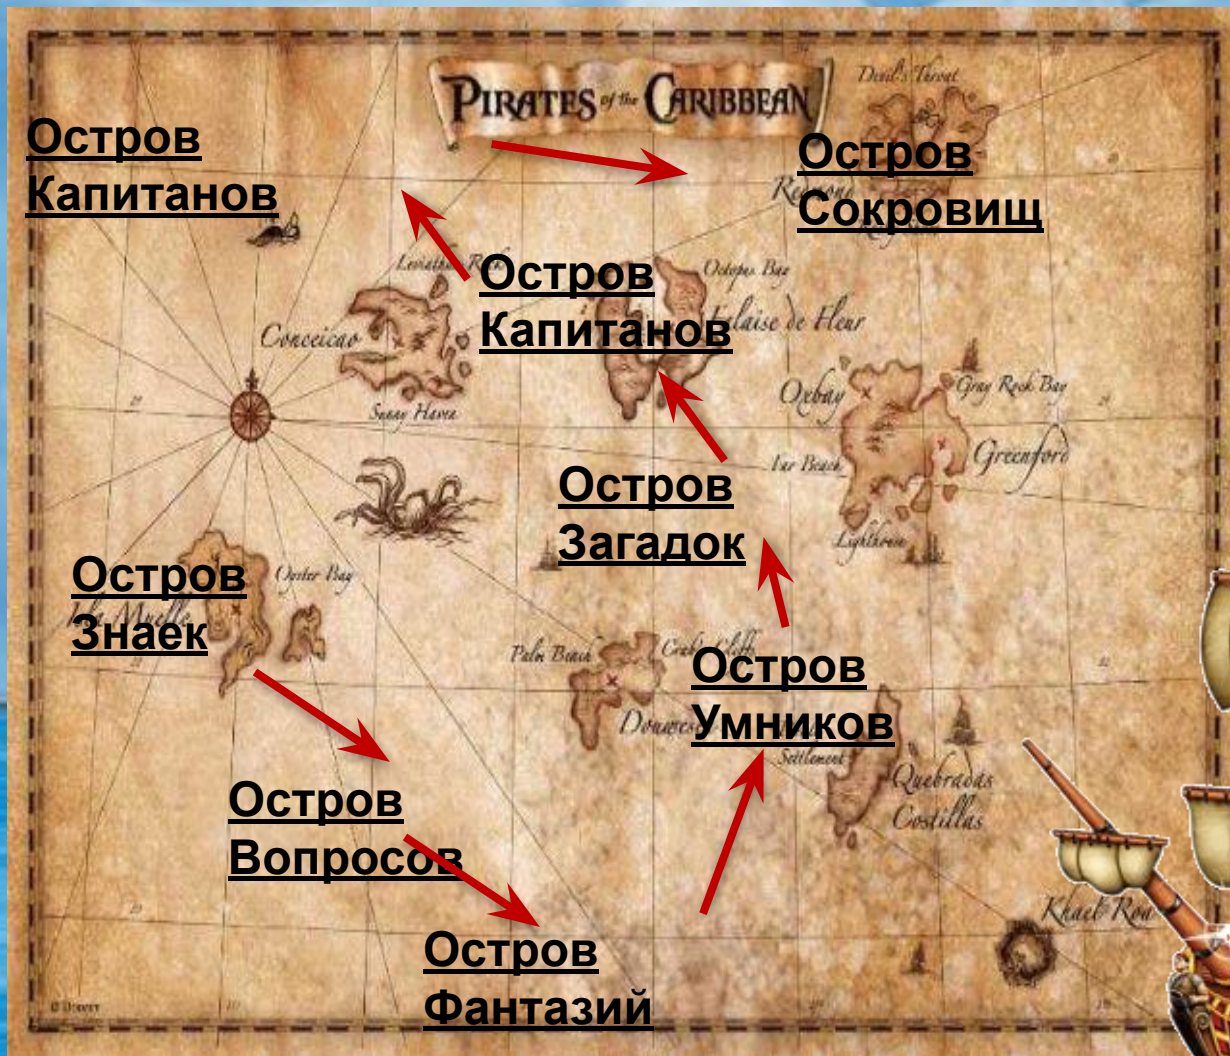 PIRATES of the CARIBBEAN
Devil's Throat
Остров
Капитанов
Остров
Сокровищ
Остров
Капитанов
Octopus Bay
Conceicao
Sunny Haven
Oxbay
Gray Rock Bay
Far Beach
Greenford
Lighthouse
Остров
Загадок
Остров
Знаек
Oyster Bay
Palm Beach
Остров
Умников
Settlement
Quebradas
Costillas
Остров
Вопросов
Khael Roa
Остров
Фантазий